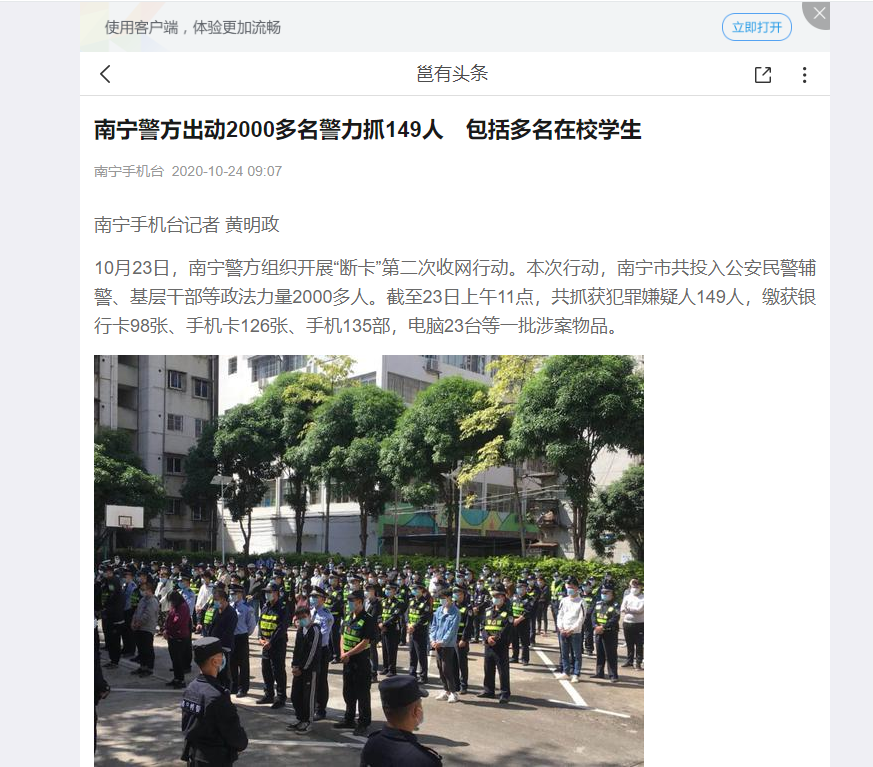 使用客户端，体验更加流畅
立即打开
邕有头条
南宁警方出动2000多名警力抓149人　包括多名在校学生
南宁手机台 2020-10-24 09:07
南宁手机台记者 黄明政
10月23日，南宁警方组织开展“断卡”第二次收网行动。本次行动，南宁市共投入公安民警辅
警、基层干部等政法力量2000多人。截至23日上午11点，共抓获犯罪嫌疑人149人，缴获银
行卡98张、手机卡126张、手机135部，电脑23台等一批涉案物品。